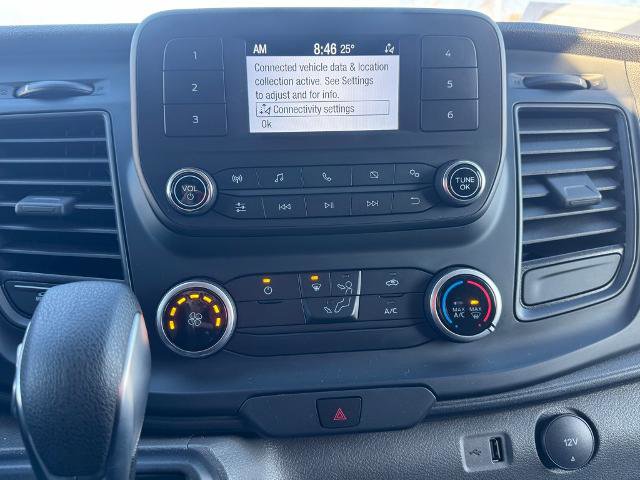 AM 8:46 25°
1
2
3
Connected vehicle data & location
collection active. See Settings
to adjust and for info.
Connectivity settings
Ok
4
5
6
VOL
TUNE
OK
A/C
MAX
A/C
MAX
12V